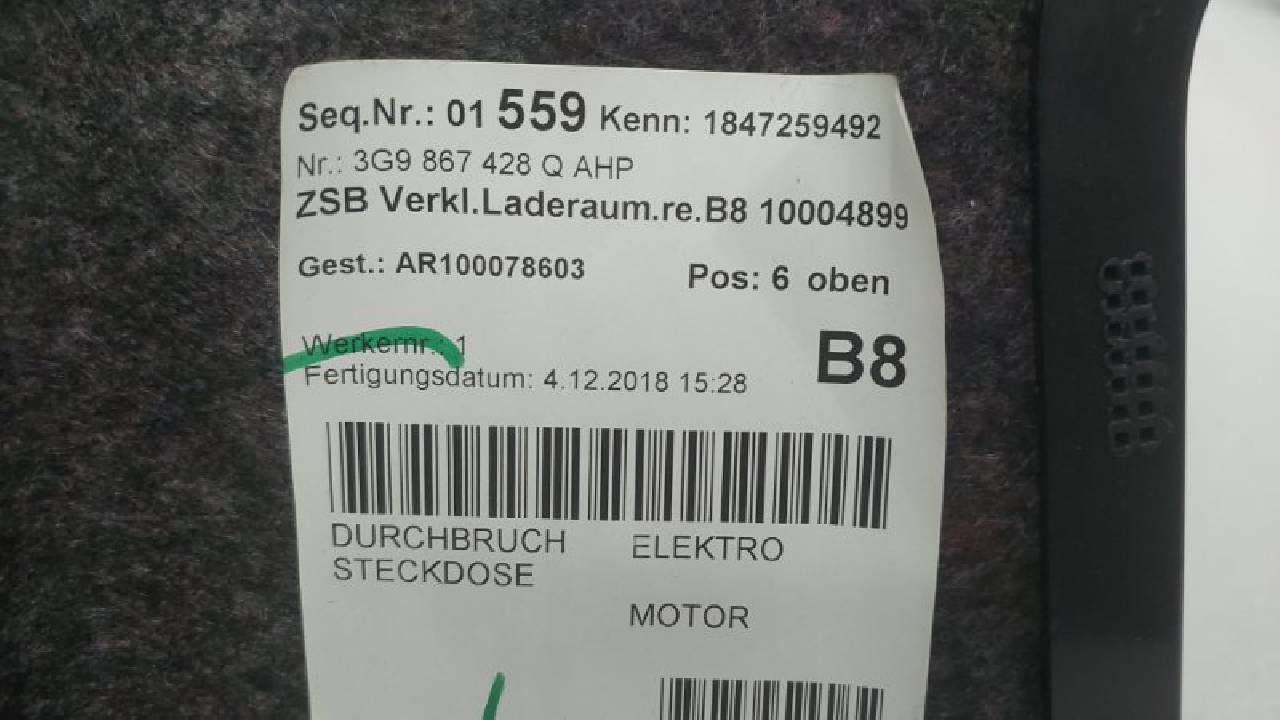 Seq.Nr.: 01 559 Kenn: 1847259492
Nr.: 3G9 867 428 Q AHP
ZSB Verkl.Laderaum.re.B8 10004899
Gest.: AR100078603 Pos: 6 oben
Werkernr.: 1
B8
Fertigungsdatum: 4.12.2018 15:28
DURCHBRUCH ELEKTRO
STECKDOSE
MOTOR